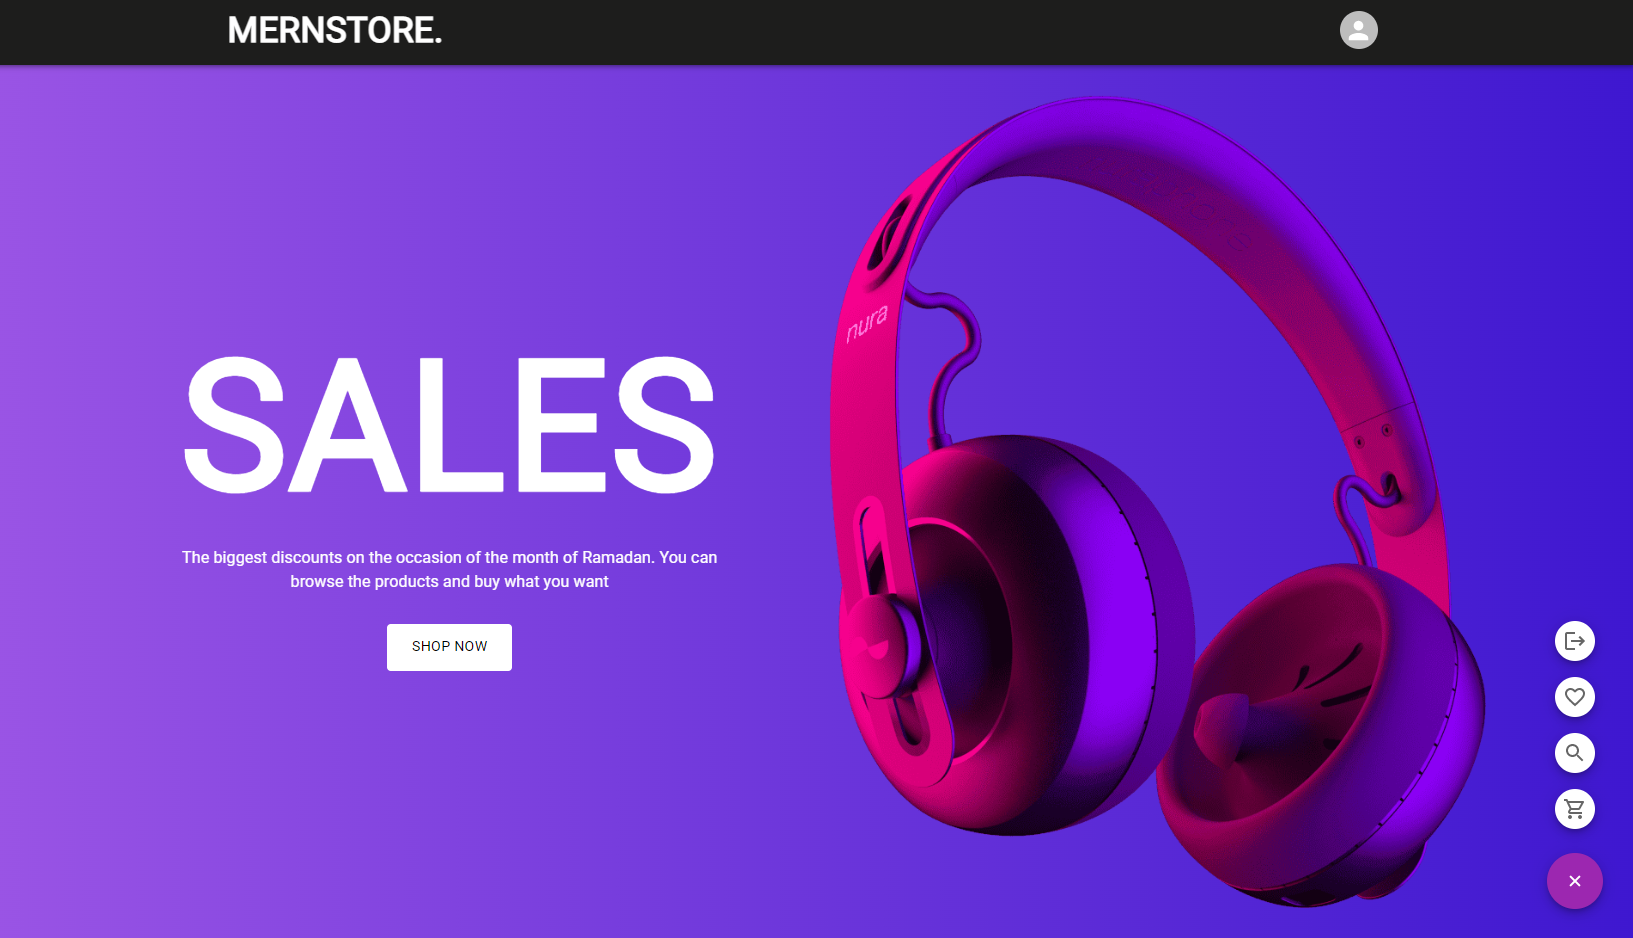 MERNSTORE.
nura
SALES
The biggest discounts on the occasion of the month of Ramadan. You can
browse the products and buy what you want
SHOP NOW